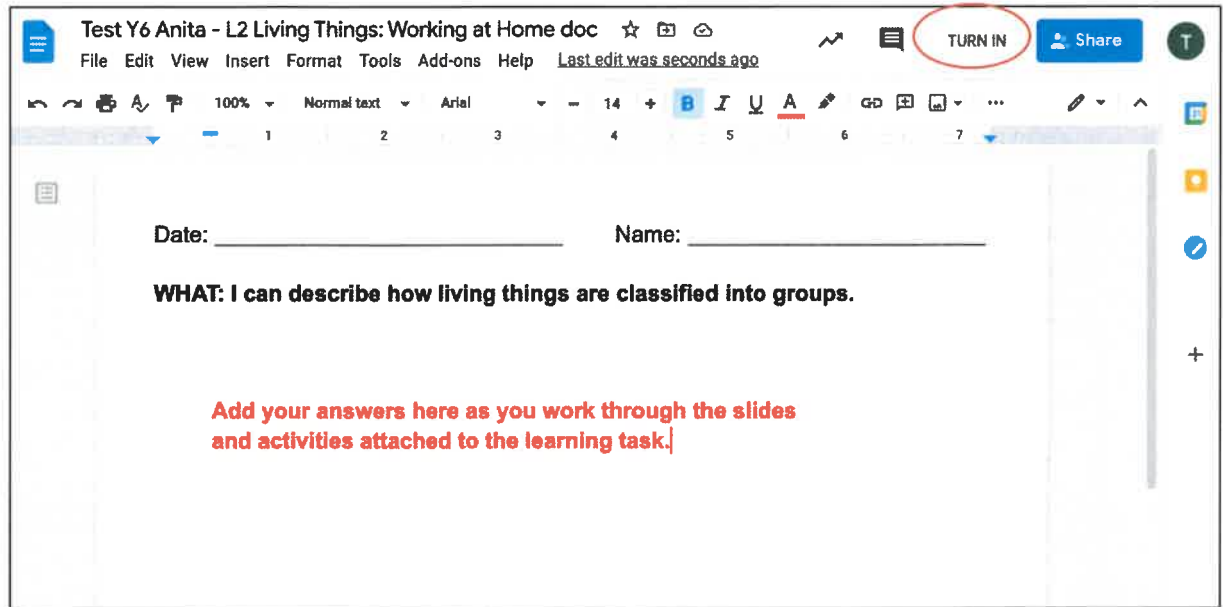 Test Y6 Anita - L2 Living Things: Working at Home doc
TURN IN
Share
T
File Edit View Insert Format Tools Add-ons Help Last edit was seconds ago
100% Normal text Arial - 14 + B I U A ...
1 2 3 4 5 6 7
Date: ____________________ Name: ____________________
WHAT: I can describe how living things are classified into groups.
Add your answers here as you work through the slides
and activities attached to the learning task.